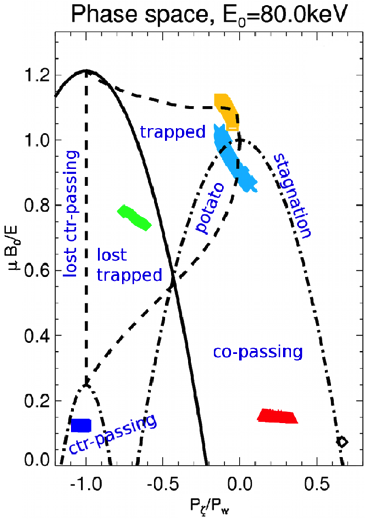 Phase space, E₀=80.0keV
1.2
1.0
0.8
0.6
0.4
0.2
0.0
μ B₀/E
trapped
stagnation
potato
lost ctr-passing
lost
trapped
co-passing
ctr-passing
-1.0 -0.5 0.0 0.5
Pζ/Pw